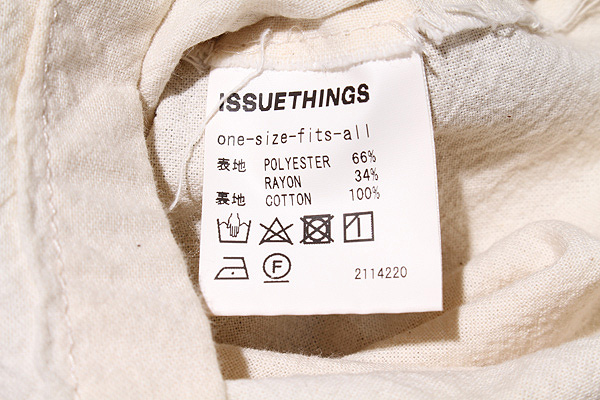 ISSUETHINGS
one-size-fits-all
表地 POLYESTER 66%
RAYON 34%
裏地 COTTON 100%
F
2114220